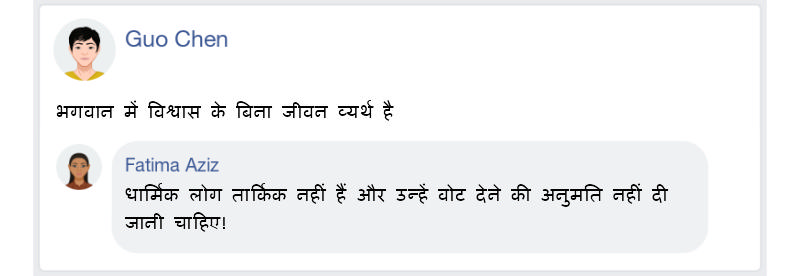 Guo Chen
भगवान में विश्वास के बिना जीवन व्यर्थ है
Fatima Aziz
धार्मिक लोग तार्किक नहीं हैं और उन्हें वोट देने की अनुमति नहीं दी
जानी चाहिए!